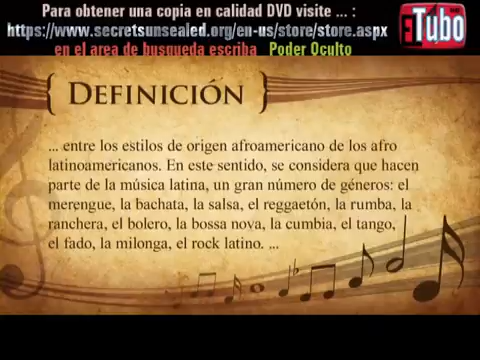 Para obtener una copia en calidad DVD visite ... :
https://www.secretsunsealed.org/en-us/store/store.aspx
en el area de busqueda escriba Poder Oculto
Tubo
{ DEFINICIÓN }
... entre los estilos de origen afroamericano de los afro
latinoamericanos. En este sentido, se considera que hacen
parte de la música latina, un gran número de géneros: el
merengue, la bachata, la salsa, el reggaetón, la rumba, la
ranchera, el bolero, la bossa nova, la cumbia, el tango,
el fado, la milonga, el rock latino. ...